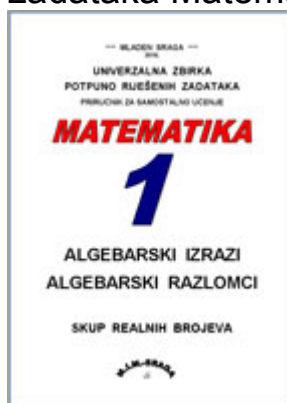 MLADEN SRAGA
UNIVERZALNA ZBIRKA
POTPUNO RIJEŠENIH ZADATAKA
PRIRUČNIK ZA SAMOSTALNO UČENJE
MATEMATIKA
1
ALGEBARSKI IZRAZI
ALGEBARSKI RAZLOMCI
SKUP REALNIH BROJEVA
M.I.M.-SRAGA